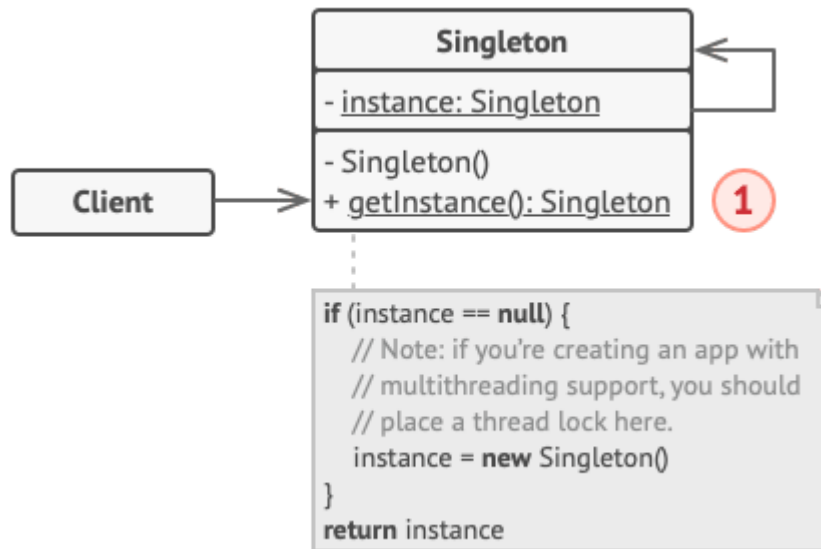 Singleton
- instance: Singleton
- Singleton()
+ getInstance(): Singleton
Client
1
if (instance == null) {
// Note: if you're creating an app with
// multithreading support, you should
// place a thread lock here.
instance = new Singleton()
}
return instance